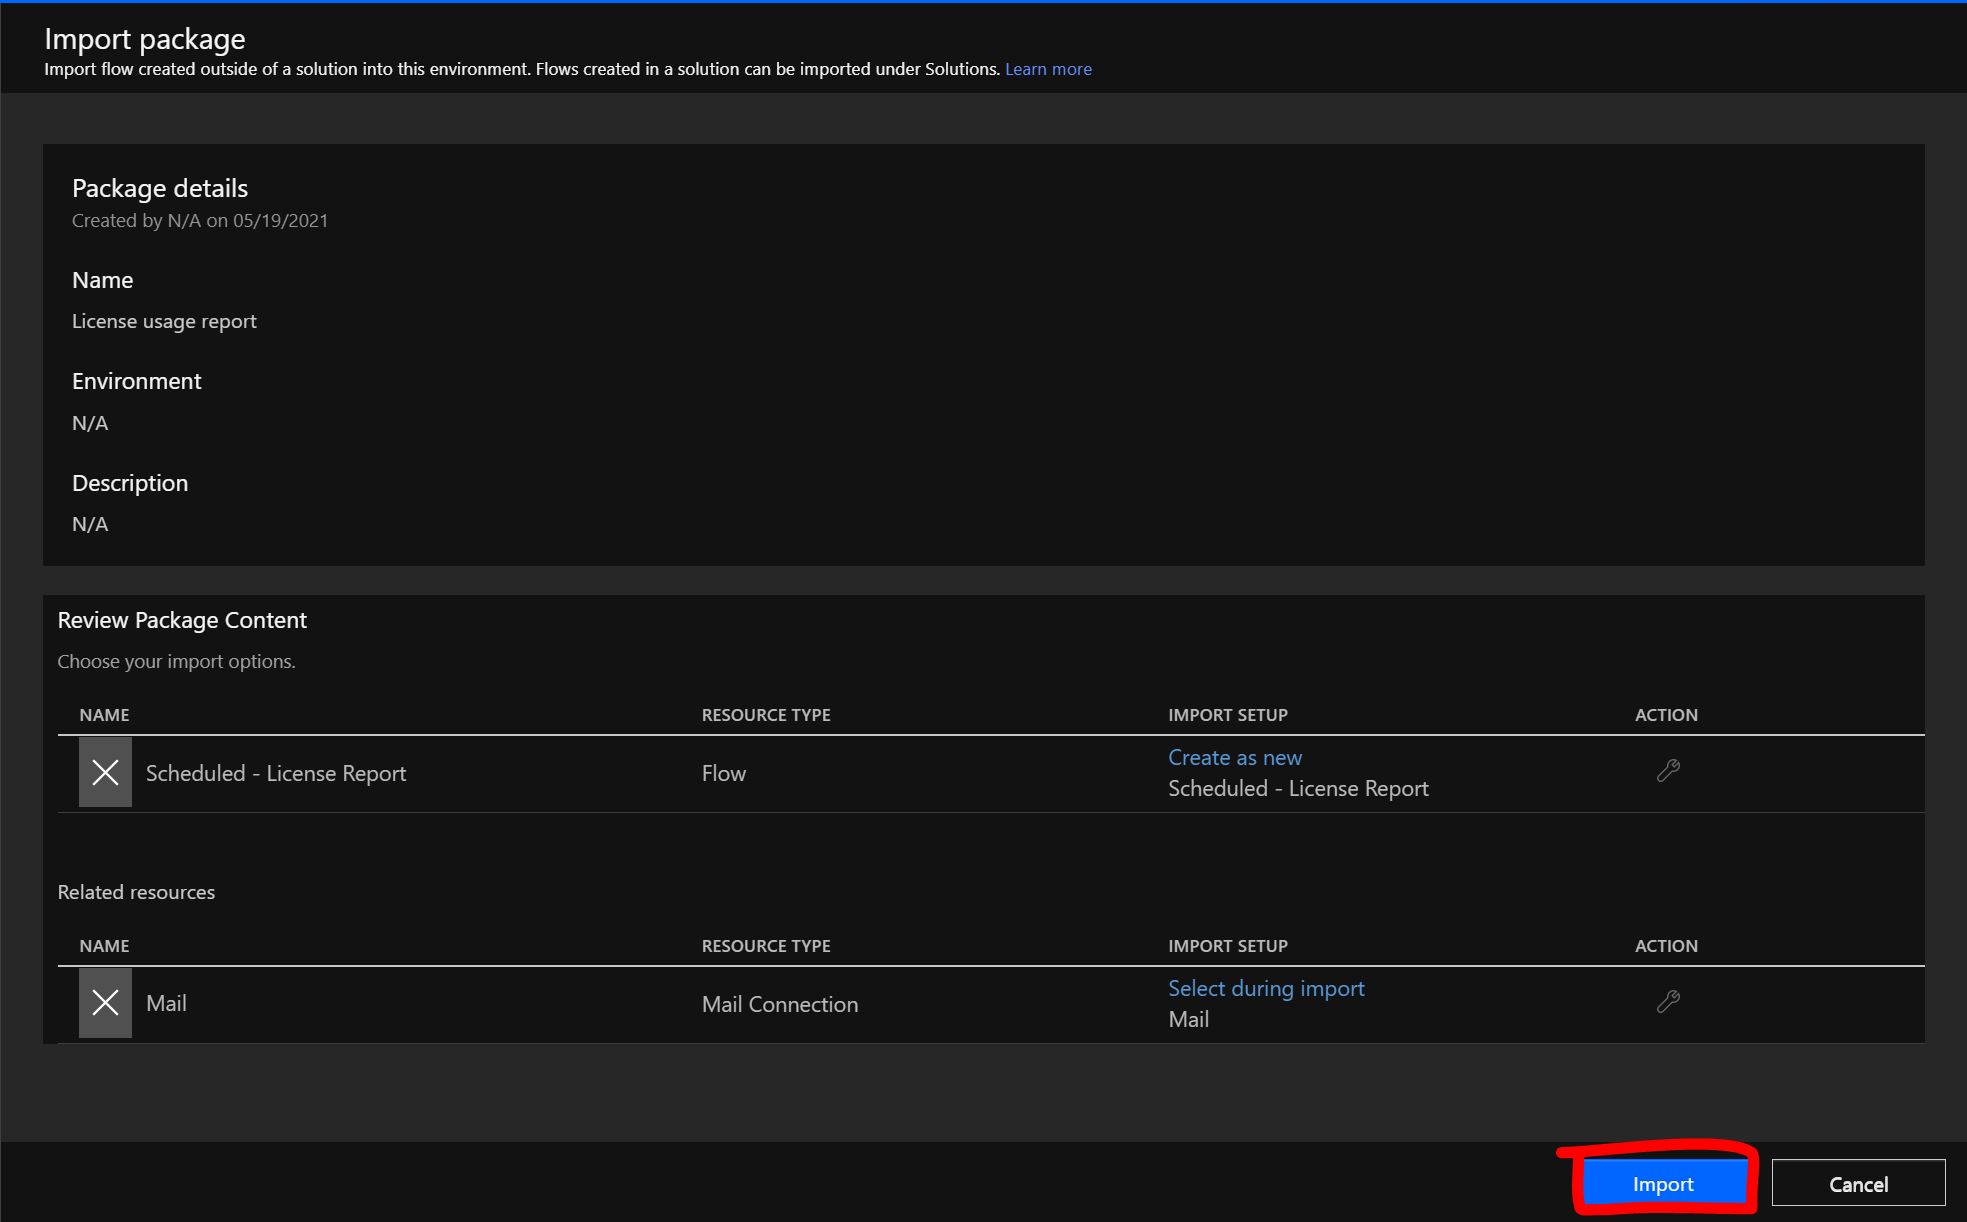 Import package
Import flow created outside of a solution into this environment. Flows created in a solution can be imported under Solutions. Learn more
Package details
Created by N/A on 05/19/2021
Name
License usage report
Environment
N/A
Description
N/A
Review Package Content
Choose your import options.
NAME RESOURCE TYPE IMPORT SETUP ACTION
Scheduled - License Report Flow Create as new
Scheduled - License Report
Related resources
NAME RESOURCE TYPE IMPORT SETUP ACTION
Mail Mail Connection Select during import
Mail
Import Cancel